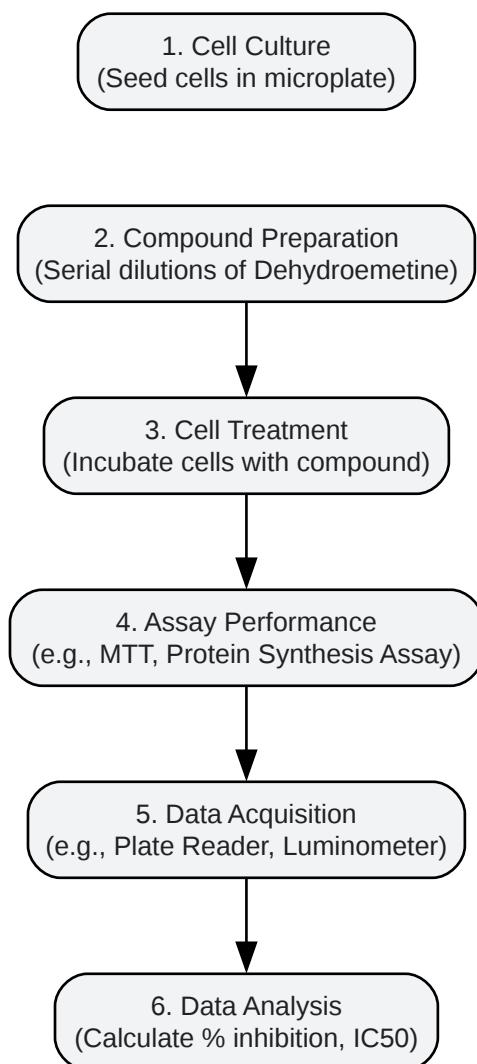 1. Cell Culture
(Seed cells in microplate)
2. Compound Preparation
(Serial dilutions of Dehydroemetine)
3. Cell Treatment
(Incubate cells with compound)
4. Assay Performance
(e.g., MTT, Protein Synthesis Assay)
5. Data Acquisition
(e.g., Plate Reader, Luminometer)
6. Data Analysis
(Calculate % inhibition, IC50)